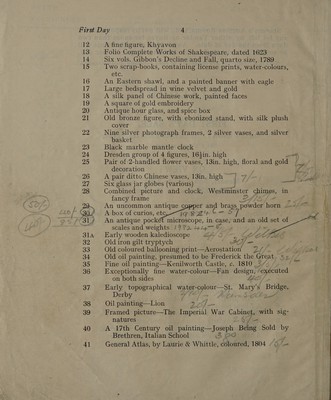 First Day 4
12 A fine figure, Khyavon
13 Folio Complete Works of Shakespeare, dated 1623
14 Six vols. Gibbon's Decline and Fall, quarto size, 1789
15 Two scrap-books, containing license prints, water-colours,
etc.
16 An Eastern shawl, and a painted banner with eagle
17 Large bedspread in wine velvet and gold
18 A silk panel of Chinese work, painted faces
19 A square of gold embroidery
20 Antique hour glass, and spice box
21 Old bronze figure, with ebonized stand, with silk plush
cover
22 Nine silver photograph frames, 2 silver vases, and silver
basket
23 Black marble mantle clock
24 Dresden group of 4 figures, 16½in. high
25 Pair of 2-handled flower vases, 13in. high, floral and gold
decoration
26 A pair ditto Chinese vases, 13in. high
27 Six glass jar globes (various)
28 Combined picture and clock, Westminster chimes, in
fancy frame
29 An uncommon antique copper and brass powder horn
30 A box of curios, etc.
31 An antique pocket microscope, in case, and an old set of
scales and weights
31A Early wooden kaledioscope
32 Old iron gilt tryptych
33 Old coloured ballooning print—Aerostation
34 Old oil painting, presumed to be Frederick the Great
35 Fine oil painting—Kenilworth Castle, c. 1810
36 Exceptionally fine water-colour—Fan design, executed
on both sides
37 Early topographical water-colour—St. Mary's Bridge,
Derby
38 Oil painting—Lion
39 Framed picture—The Imperial War Cabinet, with sig-
natures
40 A 17th Century oil painting—Joseph Being Sold by
Brethren, Italian School
41 General Atlas, by Laurie & Whittle, coloured, 1804